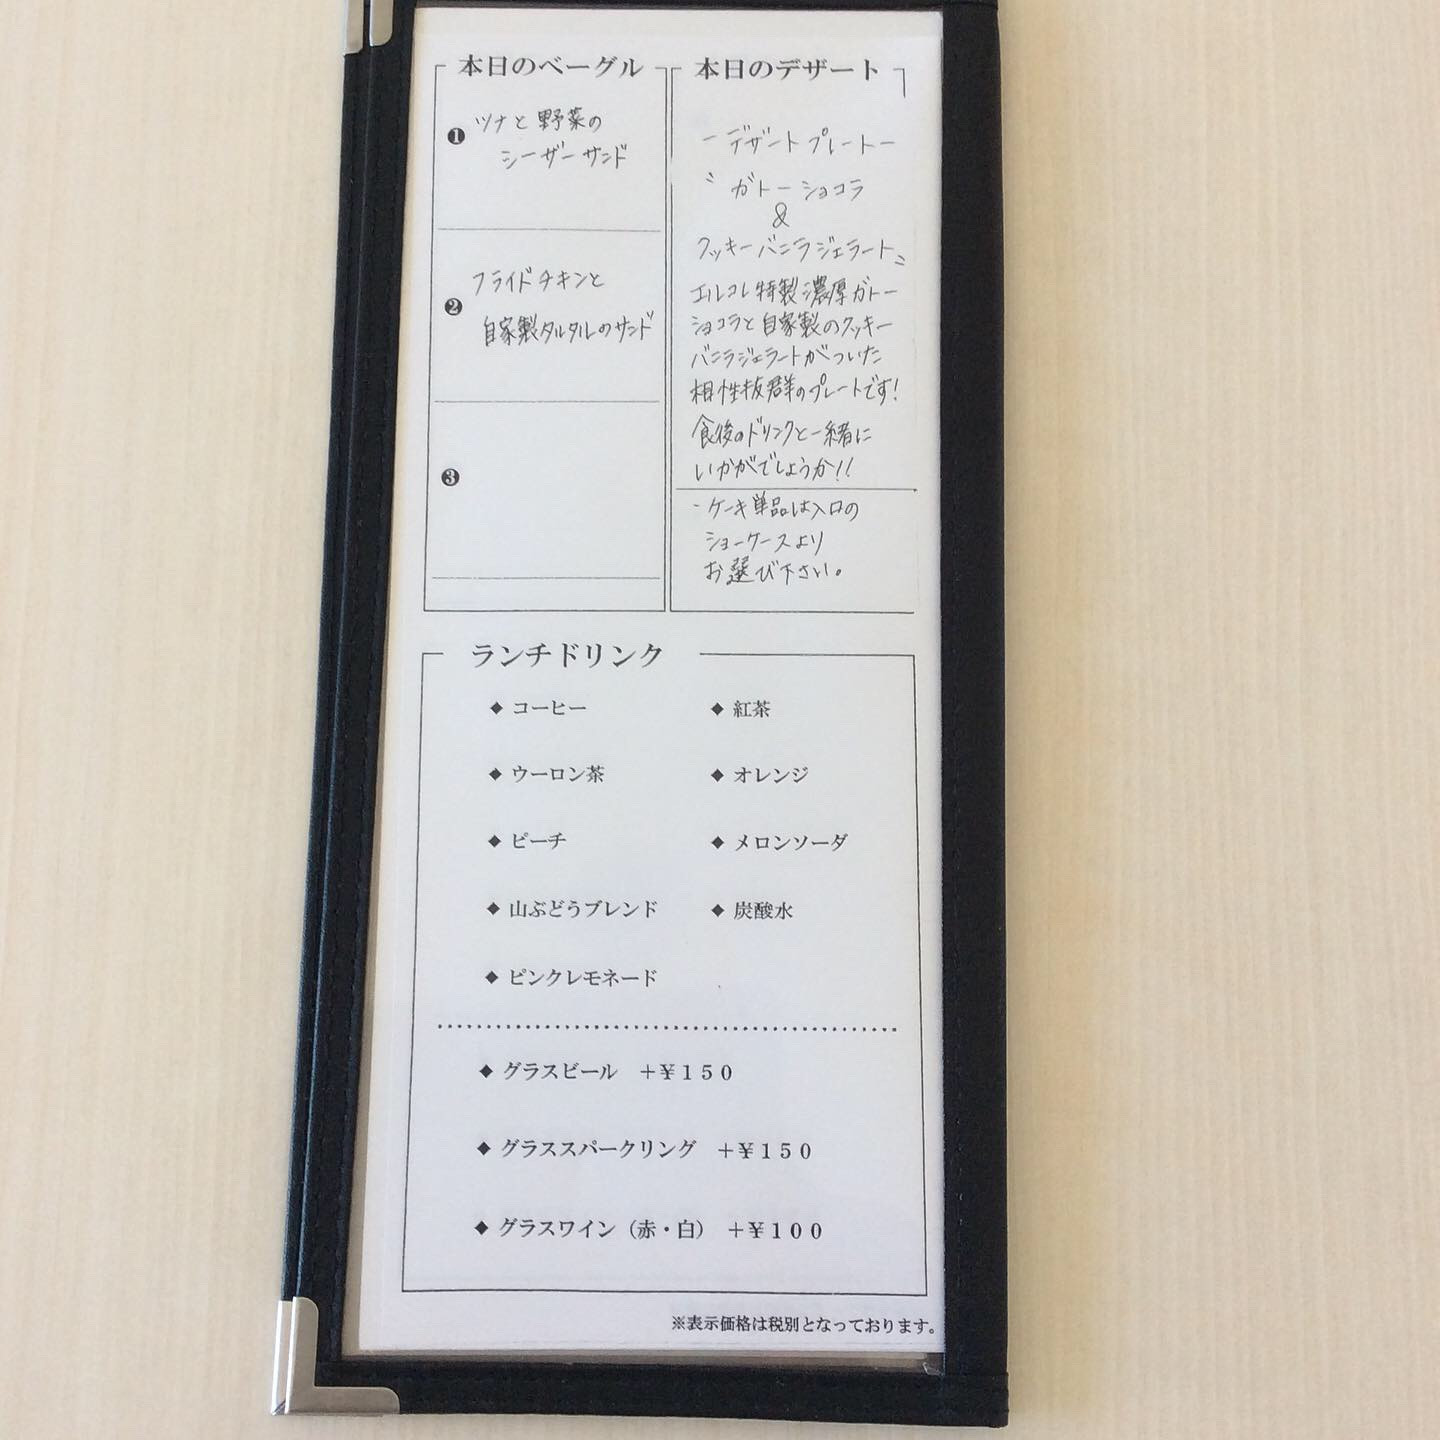 本日のベーグル
❶ ツナと野菜の
シーザーサンド
❷ フライドチキンと
自家製タルタルのサンド
❸
本日のデザート
ーデザートプレートー
〝ガトーショコラ
&
クッキーバニラジェラート〟
エルコレ特製濃厚ガトー
ショコラと自家製のクッキー
バニラジェラートがついた
相性抜群のプレートです!
食後のドリンクと一緒に
いかがでしょうか!!
・ケーキ単品は入口の
ショーケースより
お選び下さい。
ランチドリンク
◆ コーヒー ◆ 紅茶
◆ ウーロン茶 ◆ オレンジ
◆ ピーチ ◆ メロンソーダ
◆ 山ぶどうブレンド ◆ 炭酸水
◆ ピンクレモネード
◆ グラスビール +¥150
◆ グラススパークリング +¥150
◆ グラスワイン(赤・白) +¥100
※表示価格は税別となっております。